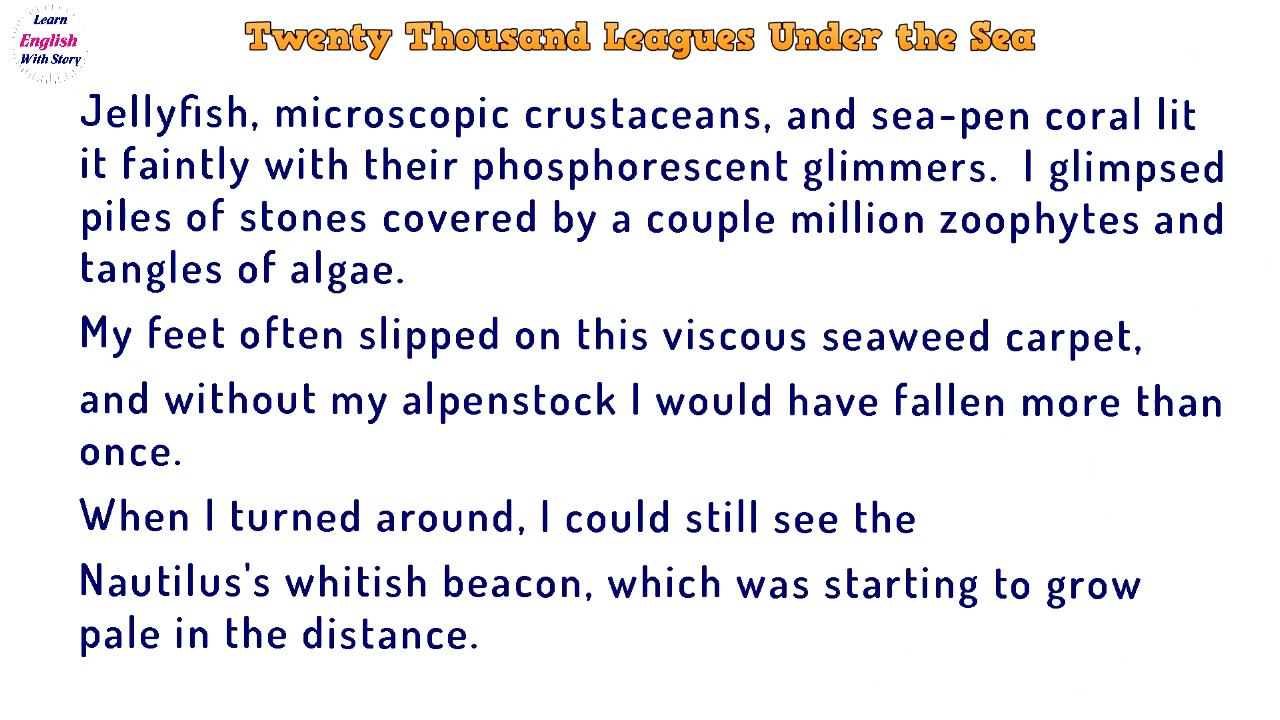 Learn
English
With Story
Twenty Thousand Leagues Under the Sea
Jellyfish, microscopic crustaceans, and sea-pen coral lit
it faintly with their phosphorescent glimmers. I glimpsed
piles of stones covered by a couple million zoophytes and
tangles of algae.
My feet often slipped on this viscous seaweed carpet,
and without my alpenstock I would have fallen more than
once.
When I turned around, I could still see the
Nautilus's whitish beacon, which was starting to grow
pale in the distance.